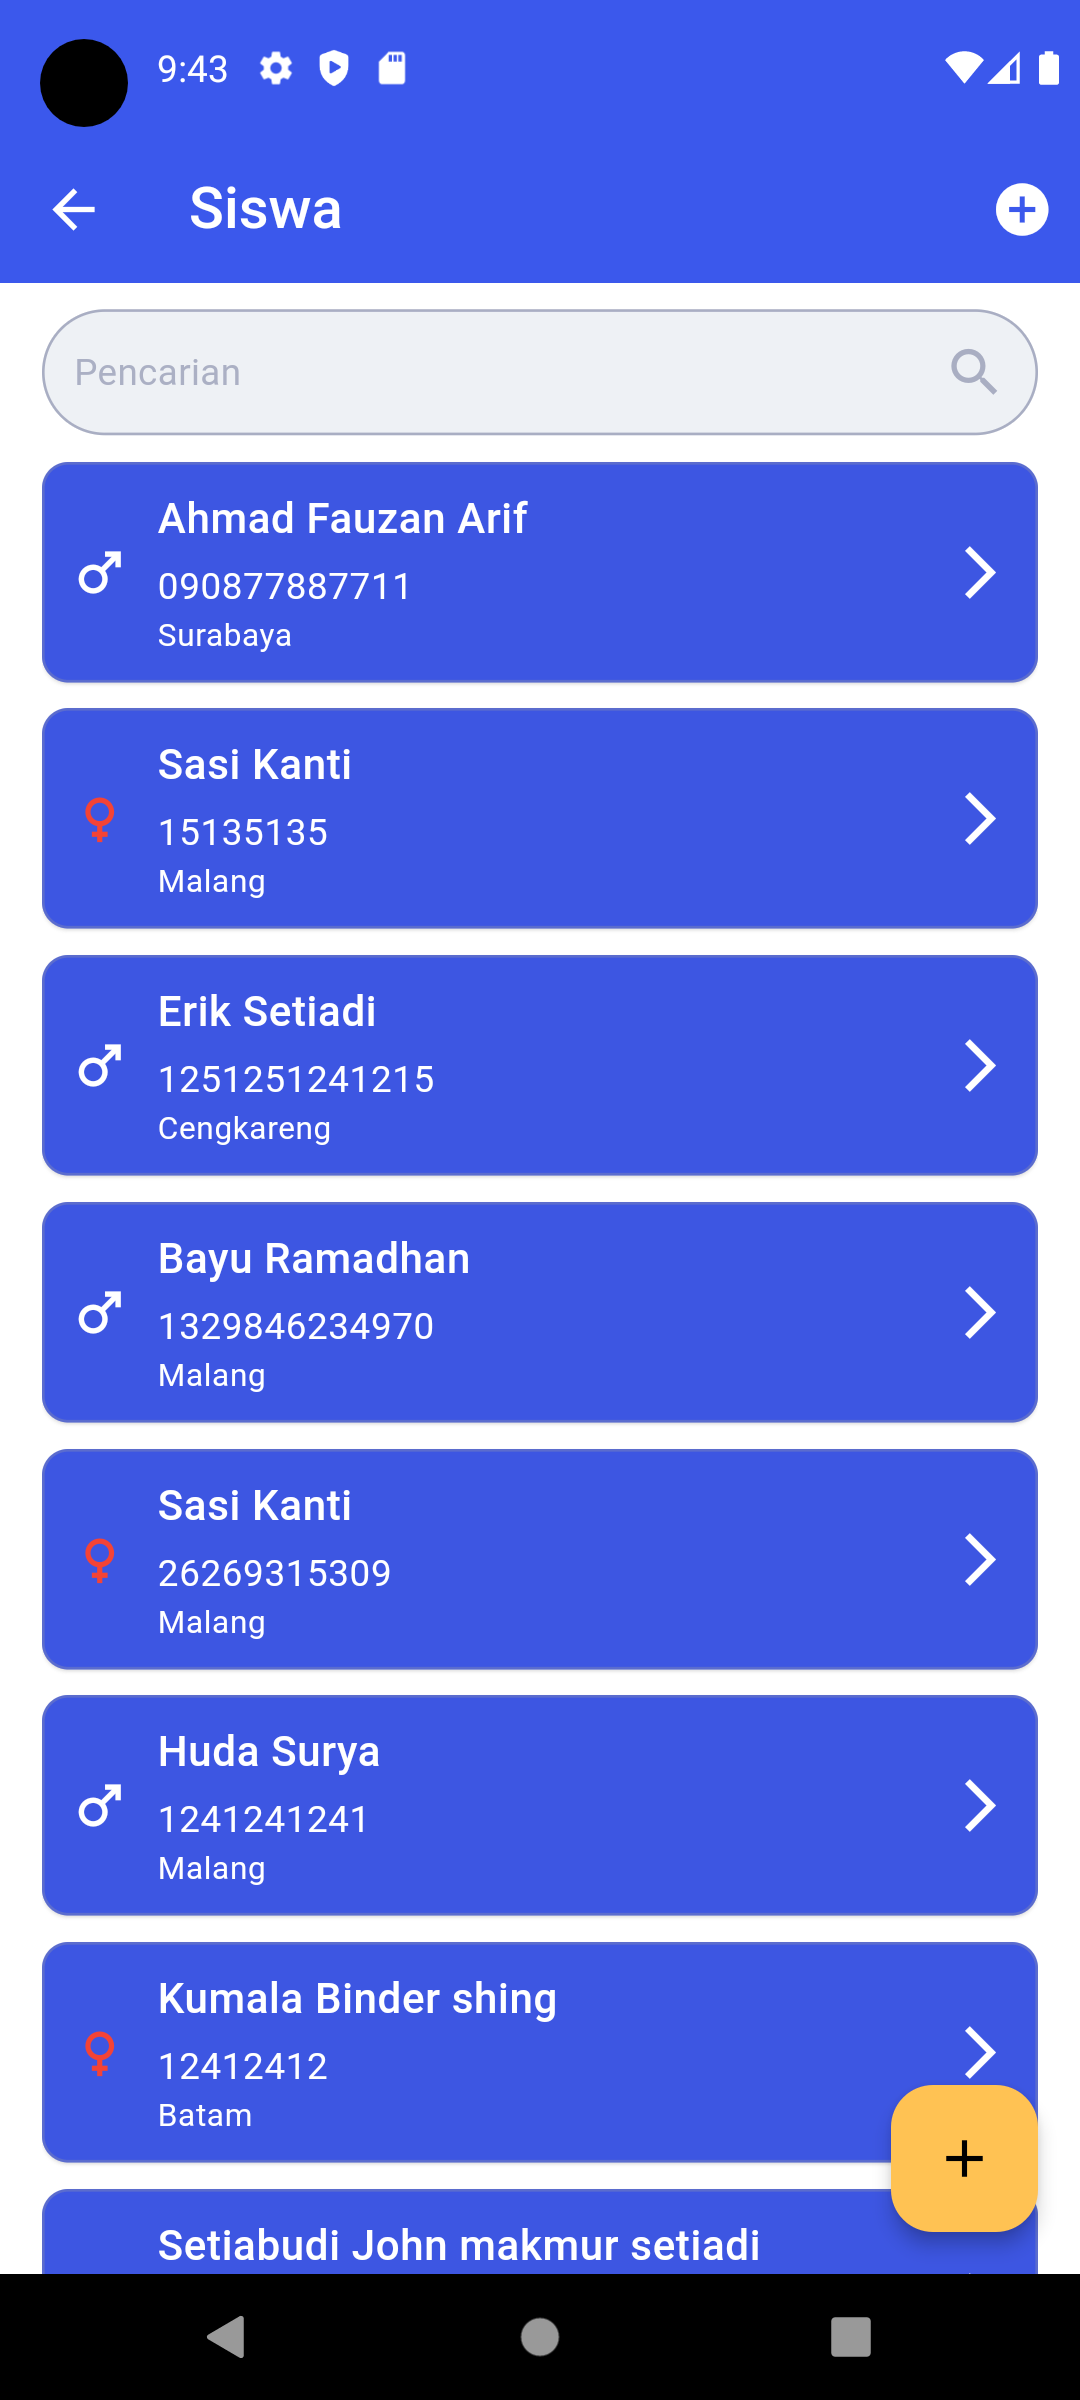 9:43
Siswa
Pencarian
Ahmad Fauzan Arif
090877887711
Surabaya
Sasi Kanti
15135135
Malang
Erik Setiadi
1251251241215
Cengkareng
Bayu Ramadhan
1329846234970
Malang
Sasi Kanti
26269315309
Malang
Huda Surya
1241241241
Malang
Kumala Binder shing
12412412
Batam
Setiabudi John makmur setiadi